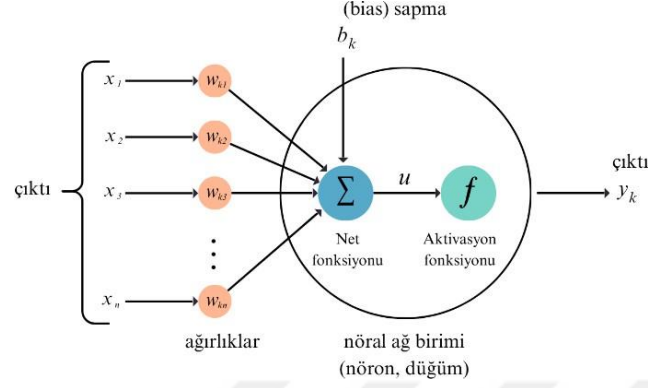 (bias) sapma
b_k
x_1 w_k1
x_2 w_k2
çıktı x_3 w_k3 Σ u f çıktı
y_k
Net fonksiyonu
Aktivasyon fonksiyonu
x_n w_kn
ağırlıklar
nöral ağ birimi
(nöron, düğüm)